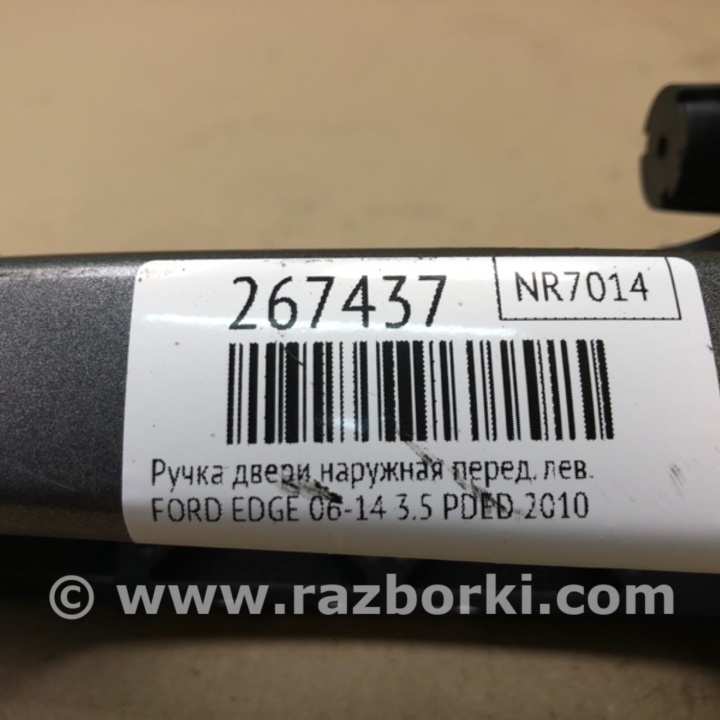 267437
NR7014
Ручка двери наружная перед. лев.
FORD EDGE 06-14 3.5 PDED 2010
© www.razborki.com